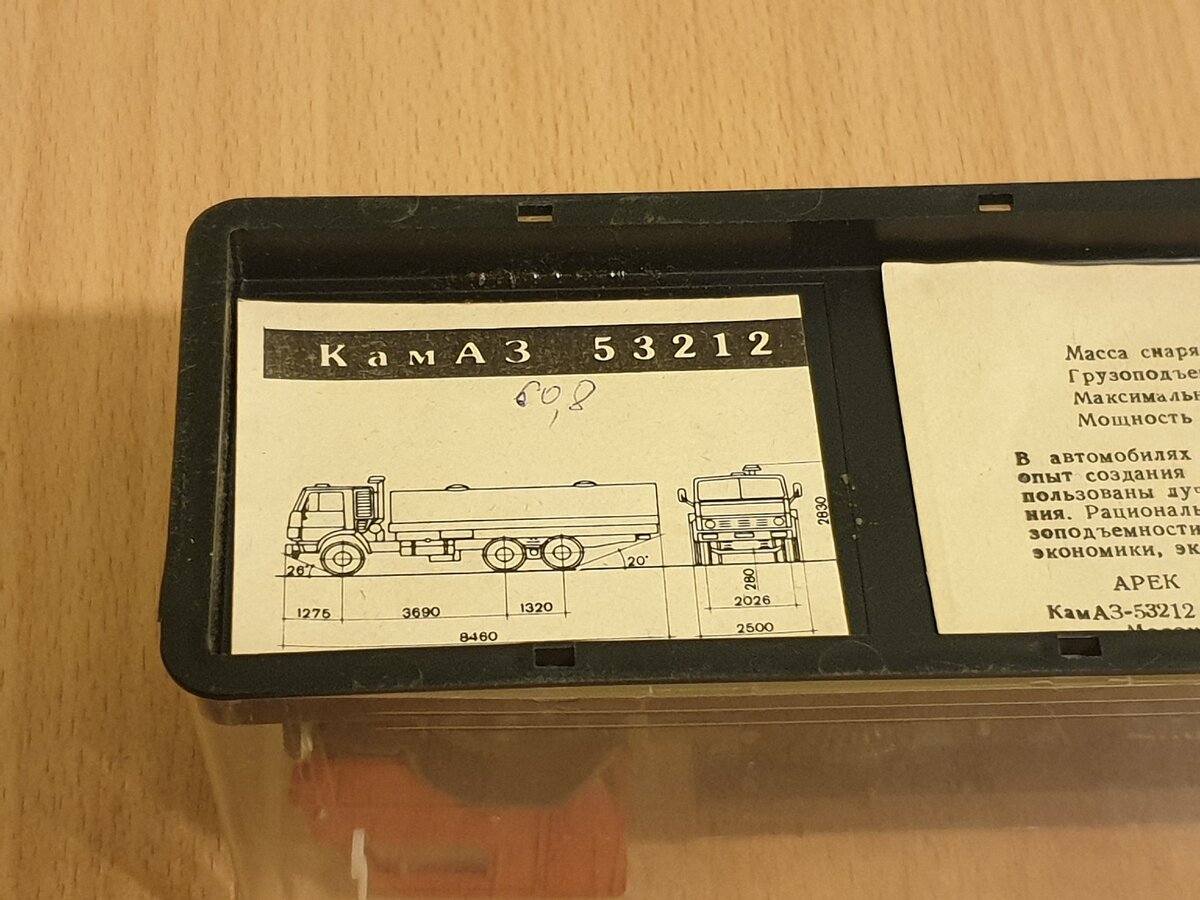 КамАЗ 53212
60,8
2830
26°
20°
280
1275
3690
1320
2026
8460
2500
Масса снаря
Грузоподъе
Максималь
Мощность
В автомобилях
опыт создания
пользованы луч
ния. Рациональ
зоподъемности
экономики, эк
АРЕК
КамАЗ-53212